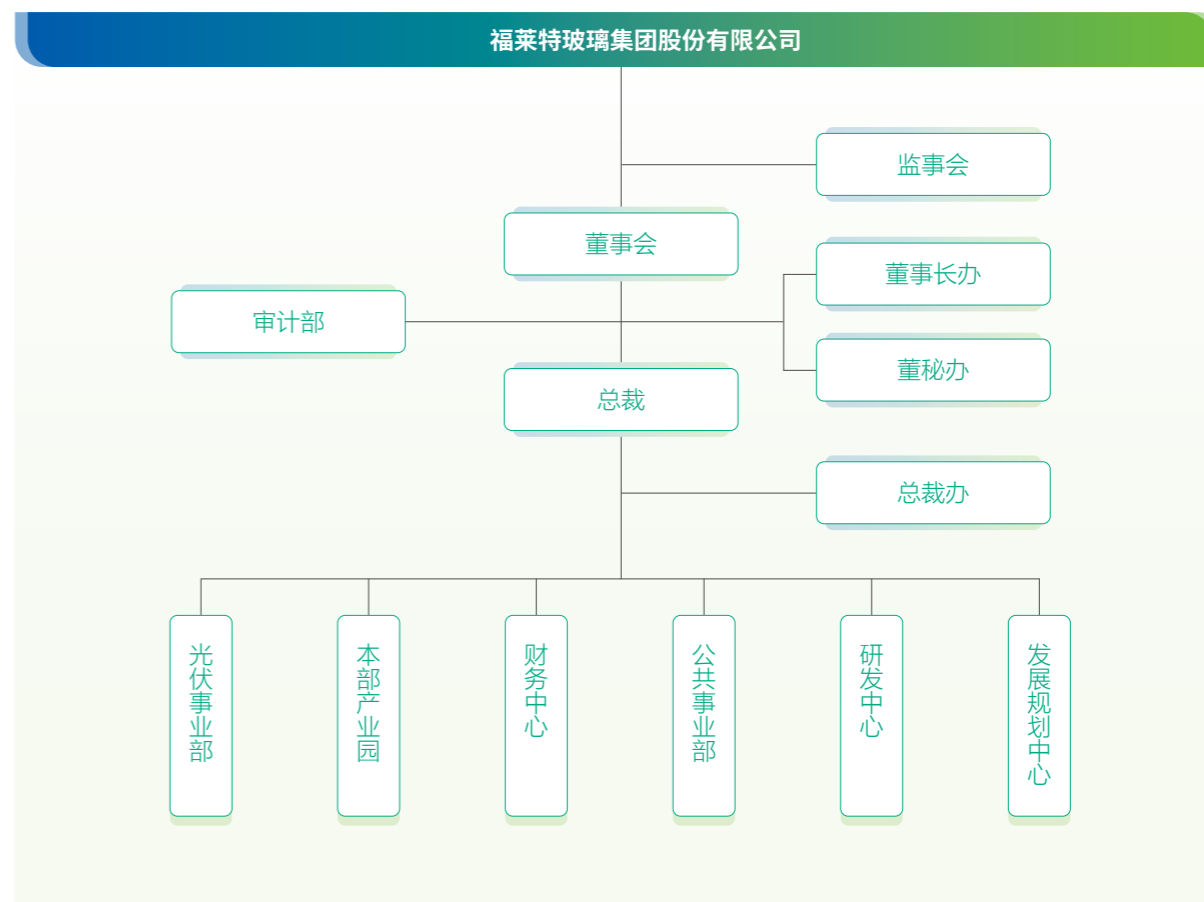 福莱特玻璃集团股份有限公司
监事会
董事会
董事长办
审计部
董秘办
总裁
总裁办
光伏事业部
本部产业园
财务中心
公共事业部
研发中心
发展规划中心